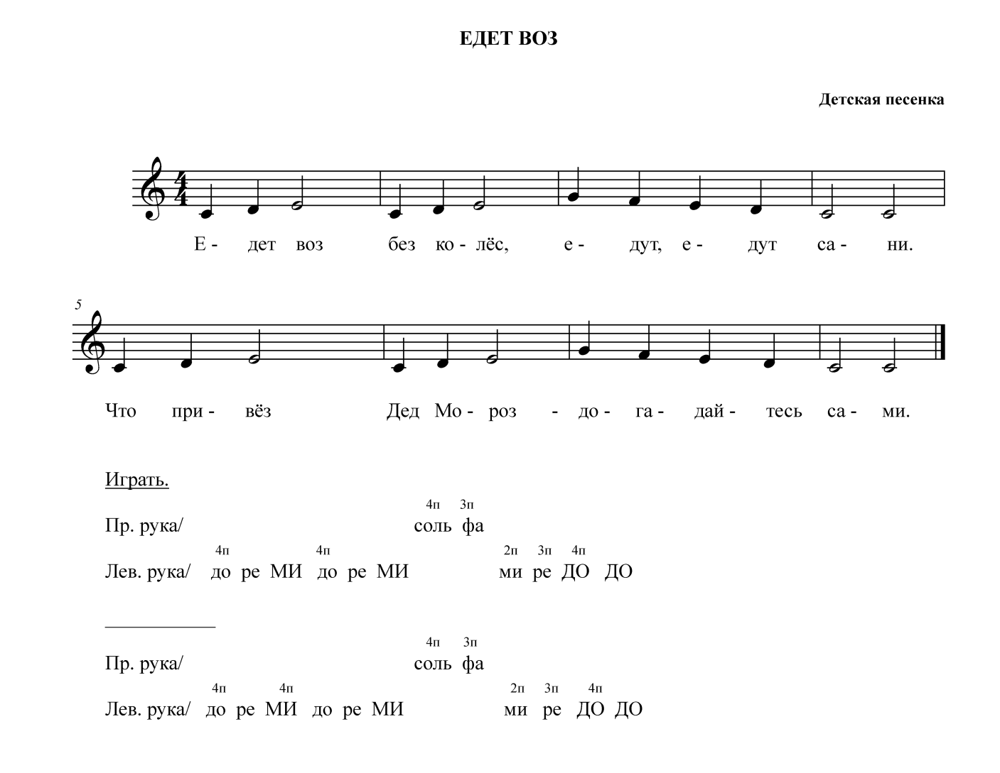 ЕДЕТ ВОЗ
Детская песенка
4
4
Е - дет воз без ко - лёс, е - дут, е - дут са - ни.
5
Что при - вёз Дед Мо - роз - до - га - дай - тесь са - ми.
Играть.
4п 3п
Пр. рука/ соль фа
4п 4п 2п 3п 4п
Лев. рука/ до ре МИ до ре МИ ми ре ДО ДО
___________
4п 3п
Пр. рука/ соль фа
4п 4п 2п 3п 4п
Лев. рука/ до ре МИ до ре МИ ми ре ДО ДО